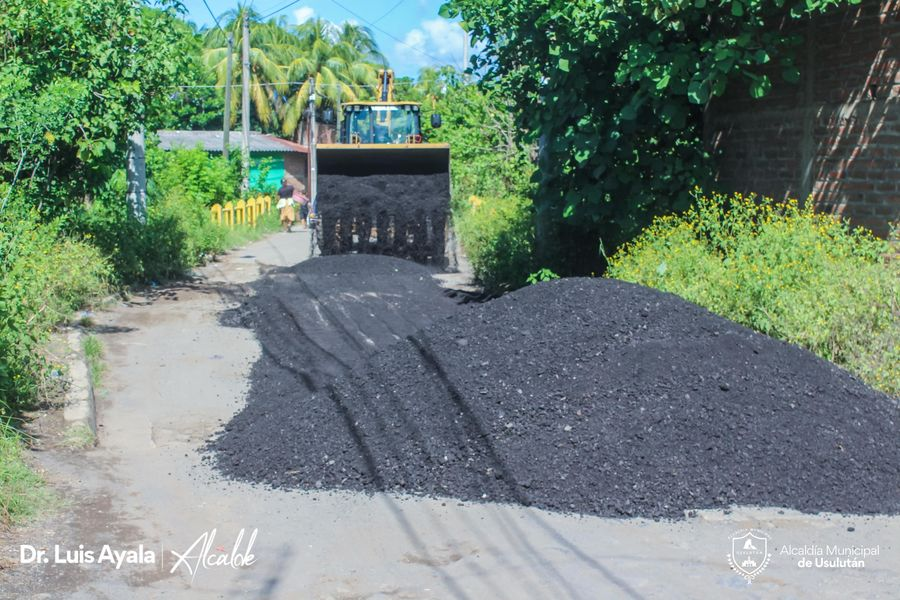 Dr. Luis Ayala
Alcalde
Alcaldía Municipal
de Usulután